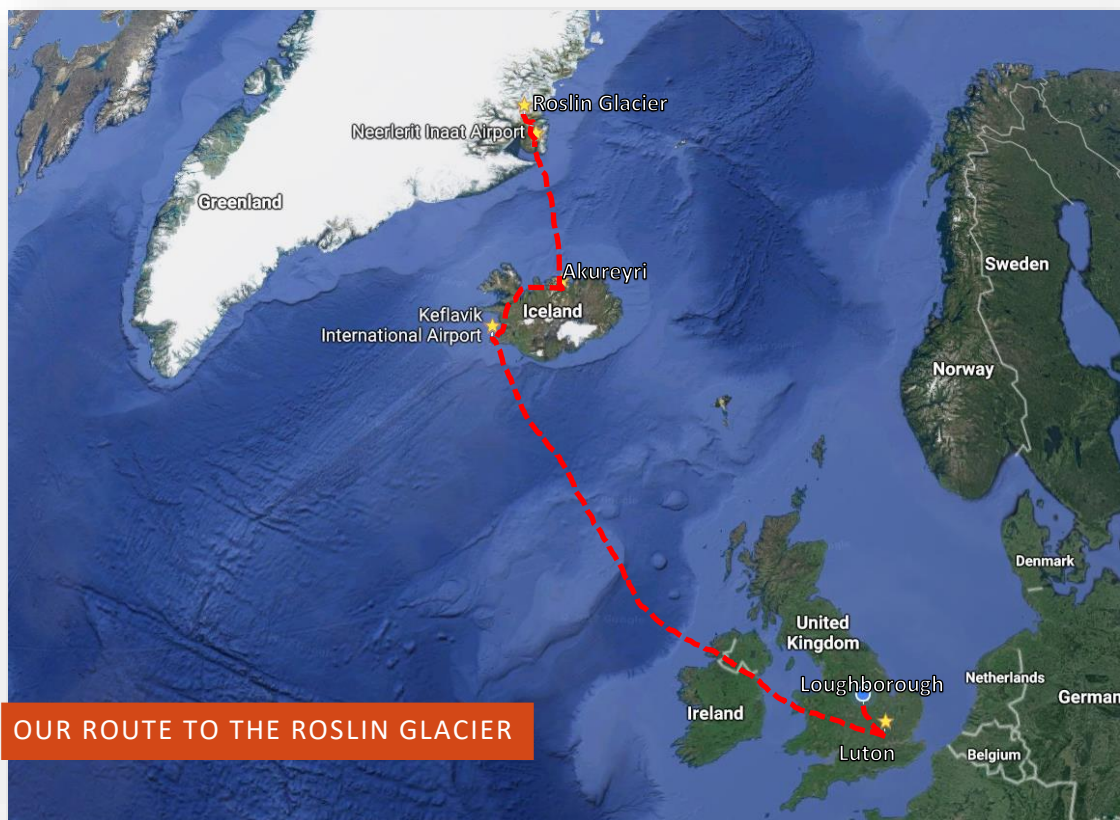 Roslin Glacier
Neerlerit Inaat Airport
Greenland
Akureyri
Sweden
Keflavik
International Airport
Iceland
Norway
Denmark
United
Kingdom
Netherlands
Loughborough
German
Ireland
OUR ROUTE TO THE ROSLIN GLACIER
Luton
Belgium